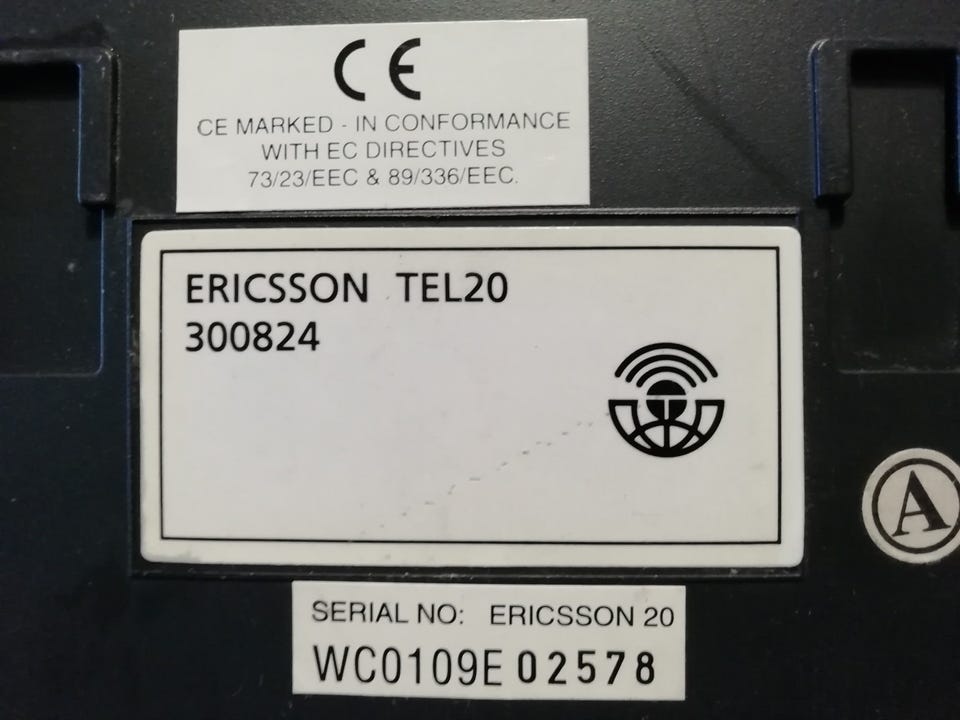 CE
CE MARKED - IN CONFORMANCE
WITH EC DIRECTIVES
73/23/EEC & 89/336/EEC.
ERICSSON TEL20
300824
A
SERIAL NO: ERICSSON 20
WC0109E 02578